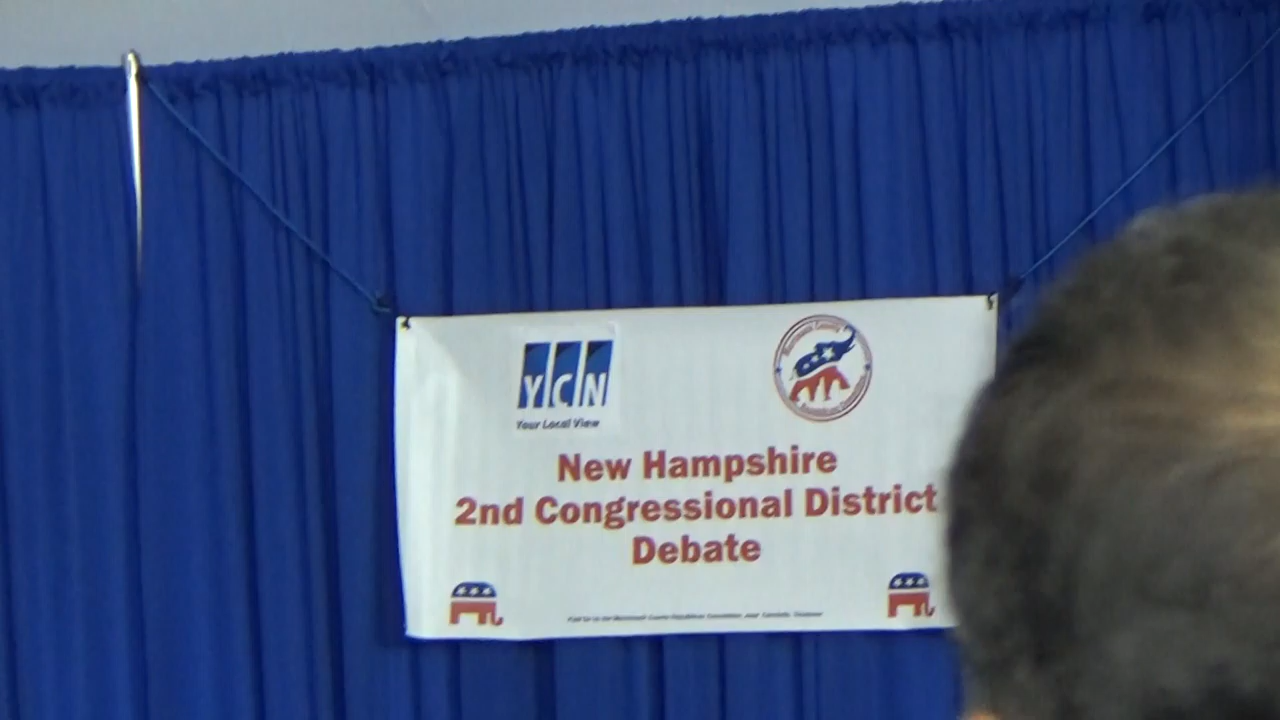 YCN
Your Local View
New Hampshire
2nd Congressional District
Debate